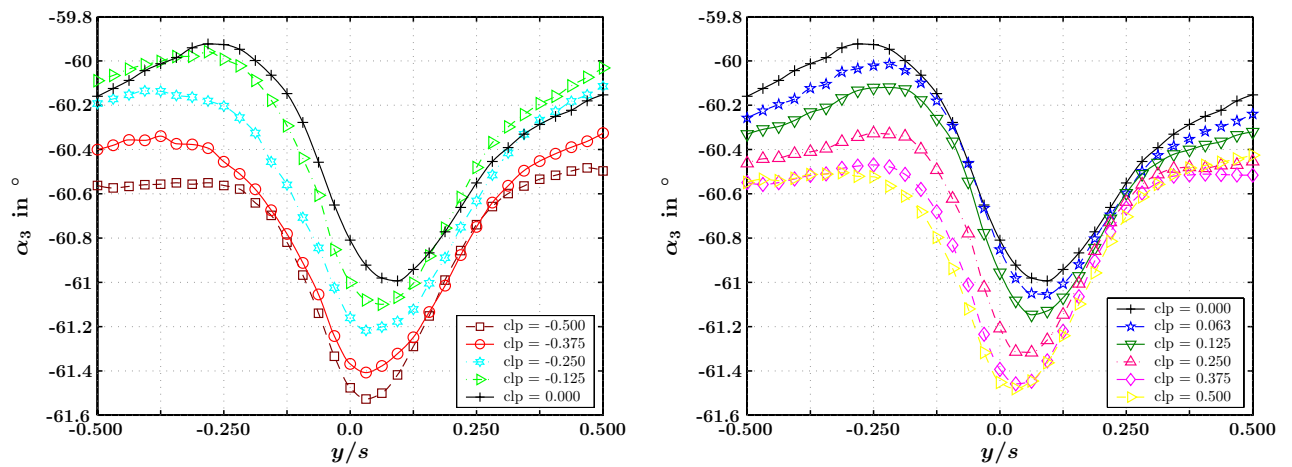 -59.8
-60
-60.2
-60.4
-60.6
-60.8
-61
-61.2
-61.4
-61.6
α₃ in °
-0.500
-0.250
0.0
0.250
0.500
y/s
clp = -0.500
clp = -0.375
clp = -0.250
clp = -0.125
clp = 0.000
-59.8
-60
-60.2
-60.4
-60.6
-60.8
-61
-61.2
-61.4
-61.6
α₃ in °
-0.500
-0.250
0.0
0.250
0.500
y/s
clp = 0.000
clp = 0.063
clp = 0.125
clp = 0.250
clp = 0.375
clp = 0.500